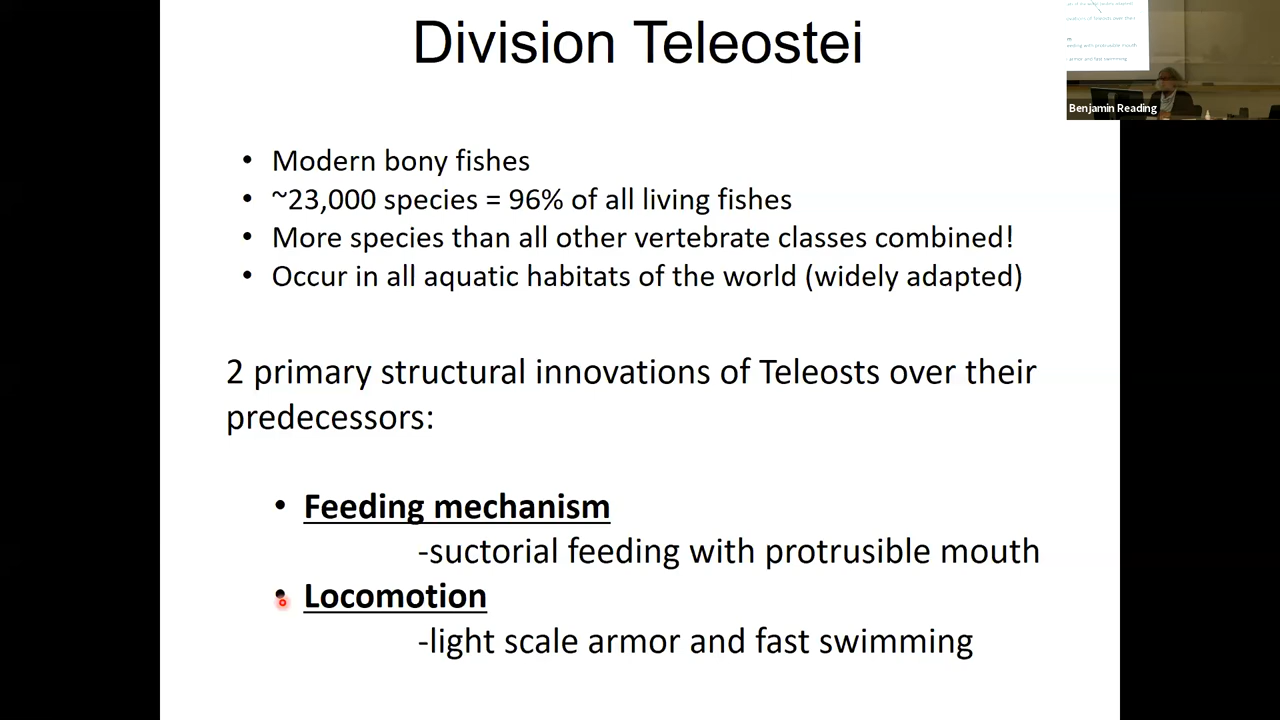 Division Teleostei
Benjamin Reading
• Modern bony fishes
• ~23,000 species = 96% of all living fishes
• More species than all other vertebrate classes combined!
• Occur in all aquatic habitats of the world (widely adapted)
2 primary structural innovations of Teleosts over their
predecessors:
• Feeding mechanism
-suctorial feeding with protrusible mouth
• Locomotion
-light scale armor and fast swimming